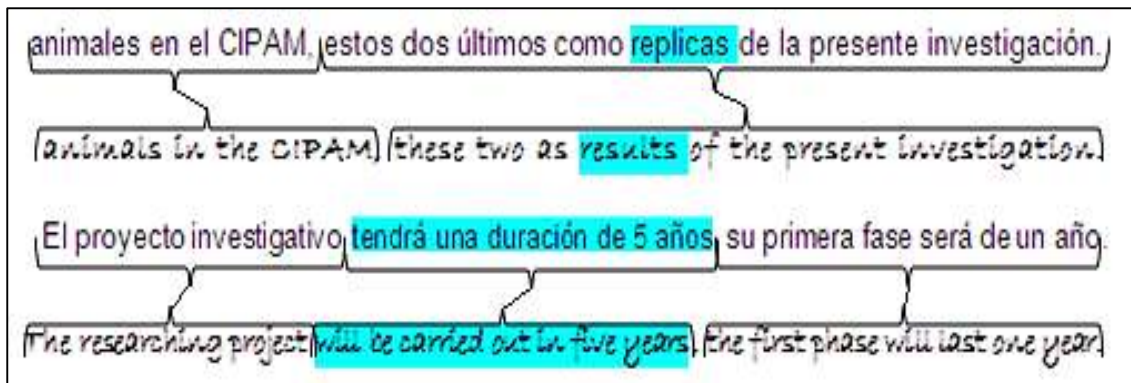 animales en el CIPAM, estos dos últimos como replicas de la presente investigación.
animals in the CIPAM these two as results of the present investigation.
El proyecto investigativo tendrá una duración de 5 años, su primera fase será de un año.
The researching project will be carried out in five years, the first phase will last one year.